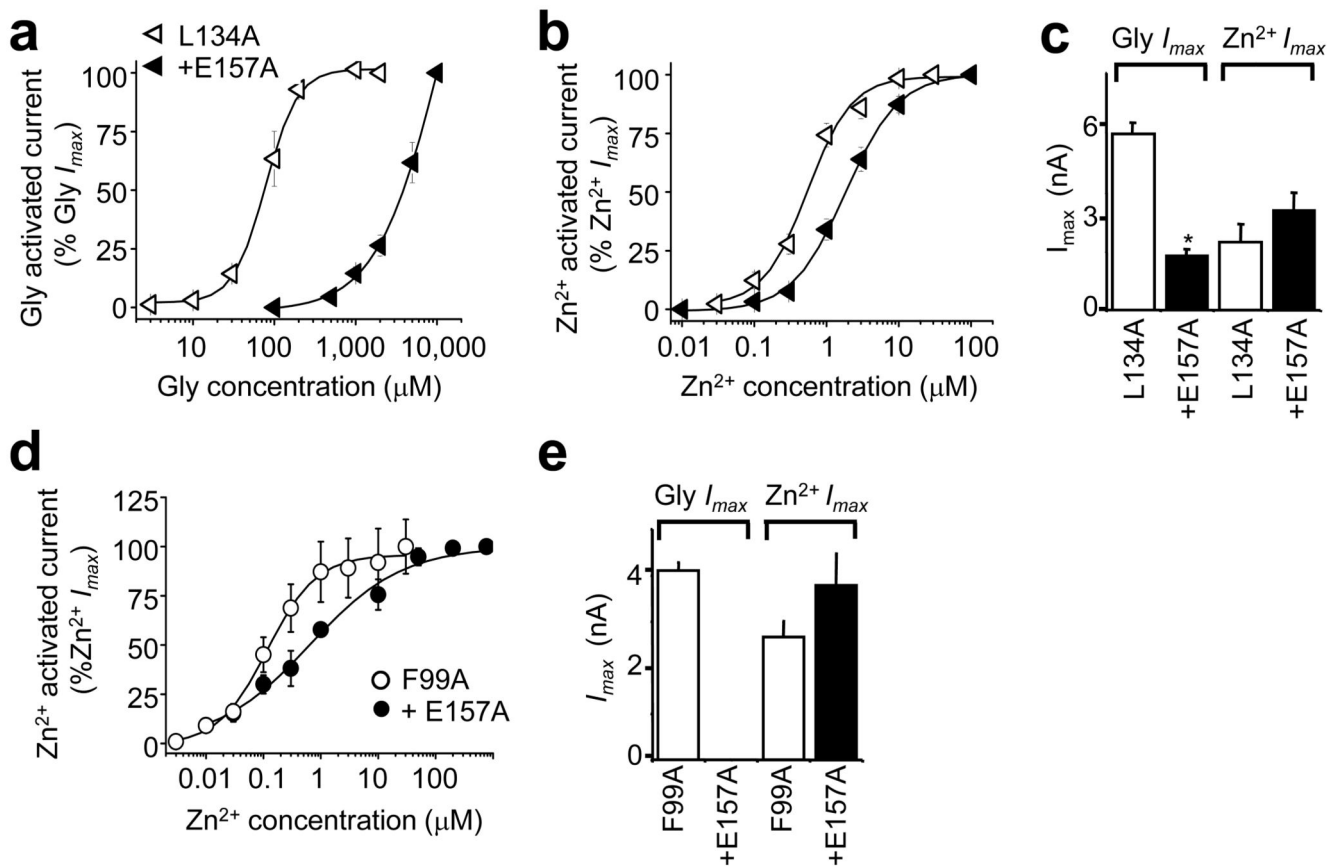 a
L134A
+E157A
Gly activated current
(% Gly Imax)
100
75
50
25
0
10
100
1,000
10,000
Gly concentration (μM)
b
Zn²⁺ activated current
(% Zn²⁺ Imax)
100
75
50
25
0
0.01
0.1
1
10
100
Zn²⁺ concentration (μM)
c
Gly Imax
Zn²⁺ Imax
Imax (nA)
6
3
0
*
L134A
+E157A
L134A
+E157A
d
Zn²⁺ activated current
(%Zn²⁺ Imax)
125
100
75
50
25
0
F99A
+ E157A
0.01
0.1
1
10
100
Zn²⁺ concentration (μM)
e
Gly Imax
Zn²⁺ Imax
Imax (nA)
4
2
0
F99A
+E157A
F99A
+E157A